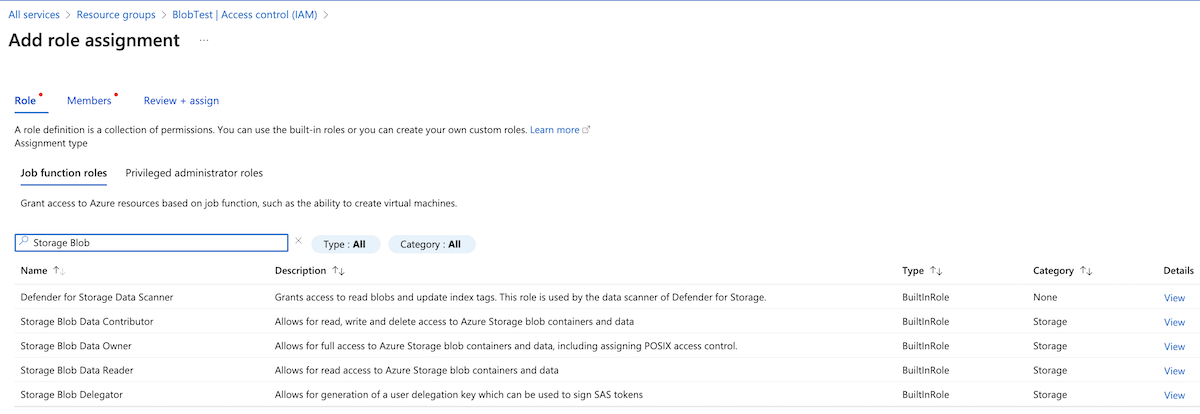 All services > Resource groups > BlobTest | Access control (IAM) >
Add role assignment ...
Role Members Review + assign
A role definition is a collection of permissions. You can use the built-in roles or you can create your own custom roles. Learn more
Assignment type
Job function roles Privileged administrator roles
Grant access to Azure resources based on job function, such as the ability to create virtual machines.
Storage Blob × Type : All Category : All
Name ↑↓ Description ↑↓ Type ↑↓ Category ↑↓ Details
Defender for Storage Data Scanner Grants access to read blobs and update index tags. This role is used by the data scanner of Defender for Storage. BuiltInRole None View
Storage Blob Data Contributor Allows for read, write and delete access to Azure Storage blob containers and data BuiltInRole Storage View
Storage Blob Data Owner Allows for full access to Azure Storage blob containers and data, including assigning POSIX access control. BuiltInRole Storage View
Storage Blob Data Reader Allows for read access to Azure Storage blob containers and data BuiltInRole Storage View
Storage Blob Delegator Allows for generation of a user delegation key which can be used to sign SAS tokens BuiltInRole Storage View